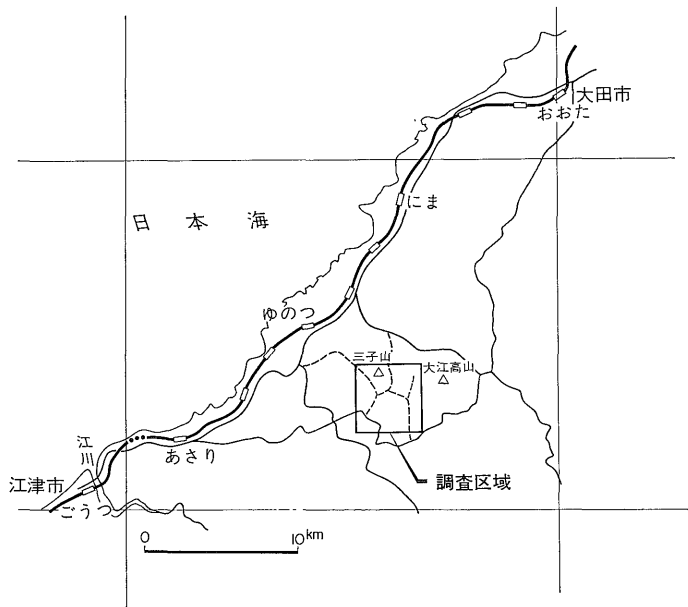 大田市
おおた
にま
日本海
ゆのつ
三子山
大江高山
江川
あさり
江津市
ごうつ
調査区域
0 10km